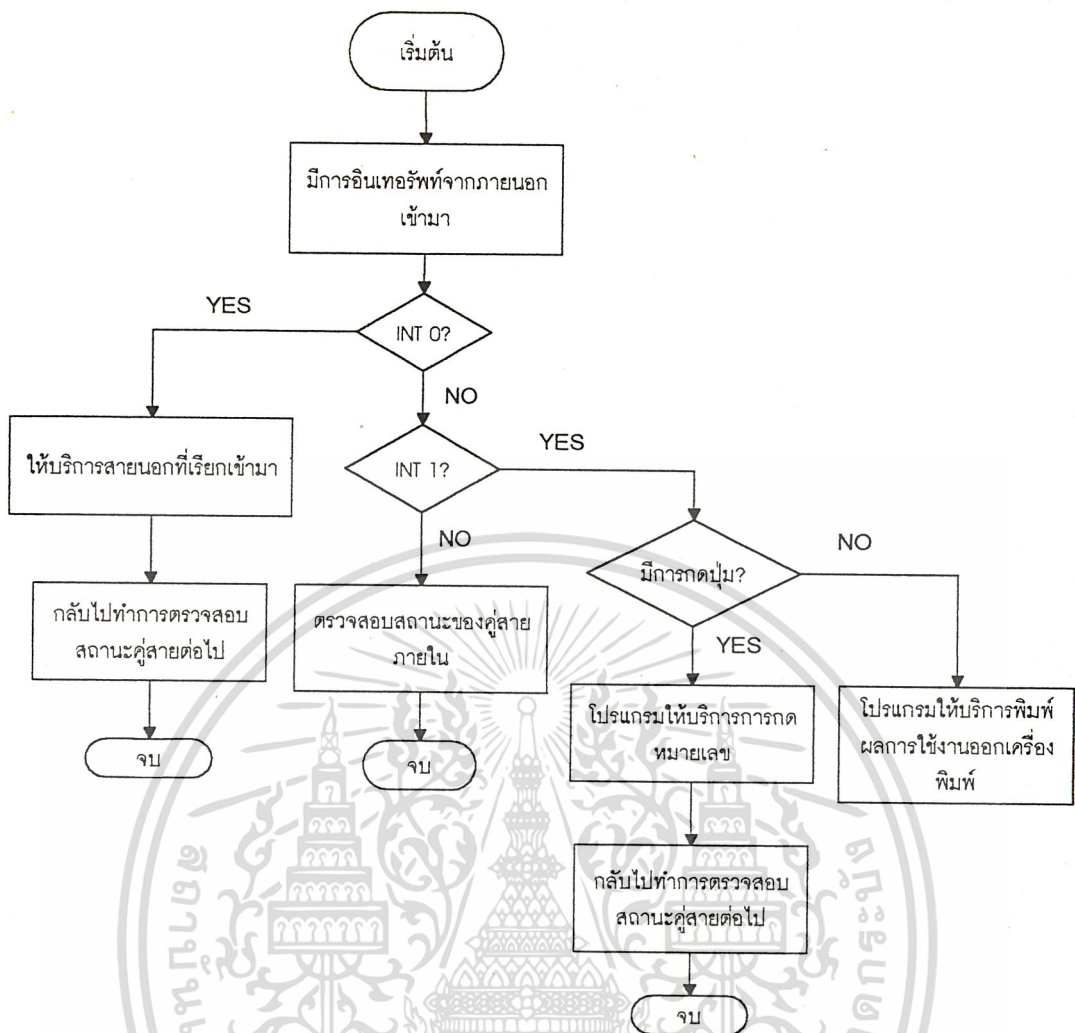 เริ่มต้น
มีการอินเทอรัพท์จากภายนอก
เข้ามา
YES
INT 0?
NO
ให้บริการสายนอกที่เรียกเข้ามา
INT 1?
YES
NO
มีการกดปุ่ม?
NO
กลับไปทำการตรวจสอบ
สถานะคู่สายต่อไป
ตรวจสอบสถานะของคู่สาย
ภายใน
YES
จบ
จบ
โปรแกรมให้บริการการกด
หมายเลข
โปรแกรมให้บริการพิมพ์
ผลการใช้งานออกเครื่อง
พิมพ์
กลับไปทำการตรวจสอบ
สถานะคู่สายต่อไป
จบ